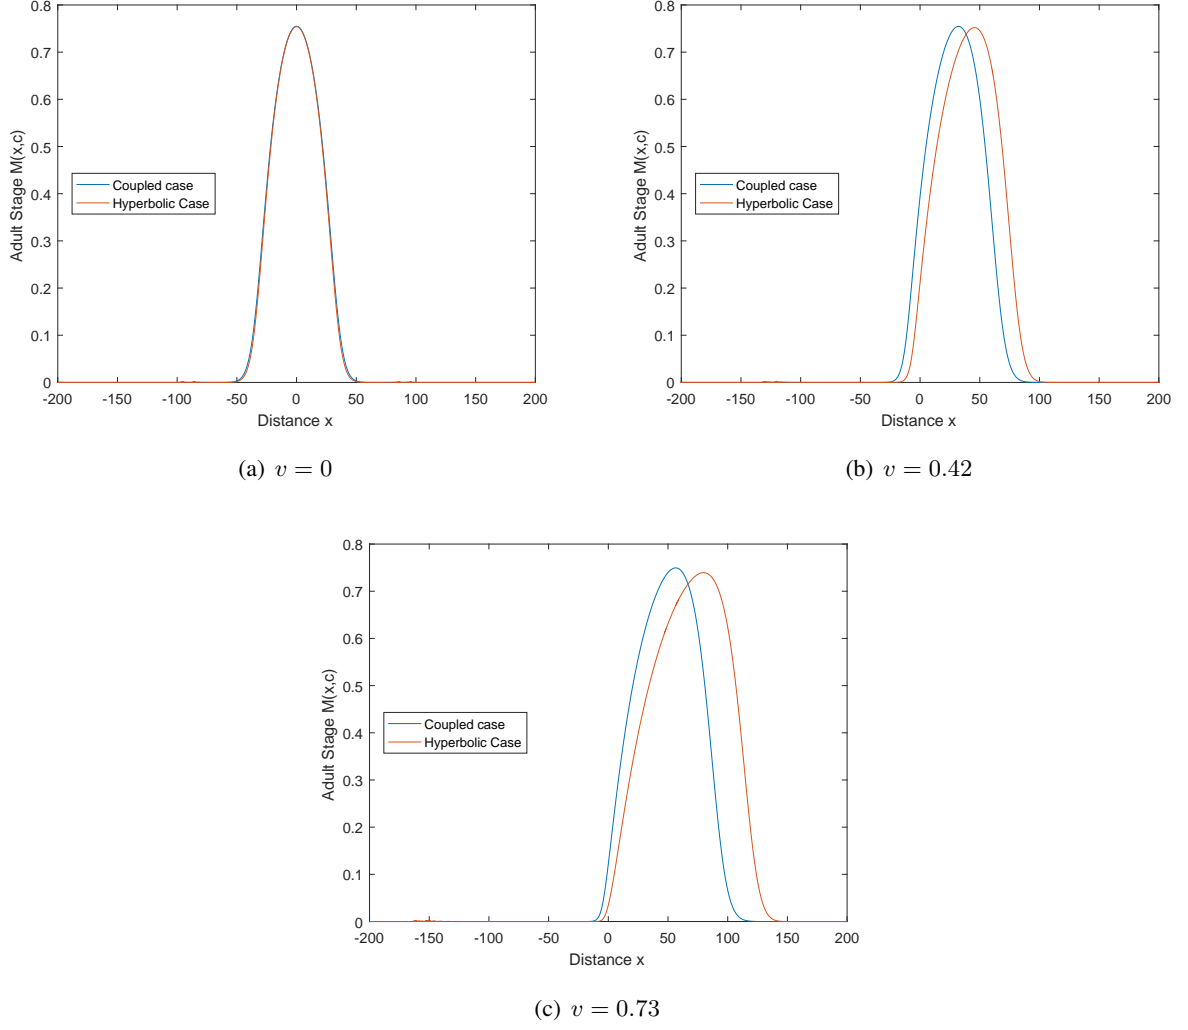 0.8
0.7
0.6
0.5
0.4
0.3
0.2
0.1
0
Adult Stage M(x,c)
Coupled case
Hyperbolic Case
-200 -150 -100 -50 0 50 100 150 200
Distance x
(a) v = 0
0.8
0.7
0.6
0.5
0.4
0.3
0.2
0.1
0
Adult Stage M(x,c)
Coupled case
Hyperbolic Case
-200 -150 -100 -50 0 50 100 150 200
Distance x
(b) v = 0.42
0.8
0.7
0.6
0.5
0.4
0.3
0.2
0.1
0
Adult Stage M(x,c)
Coupled case
Hyperbolic Case
-200 -150 -100 -50 0 50 100 150 200
Distance x
(c) v = 0.73